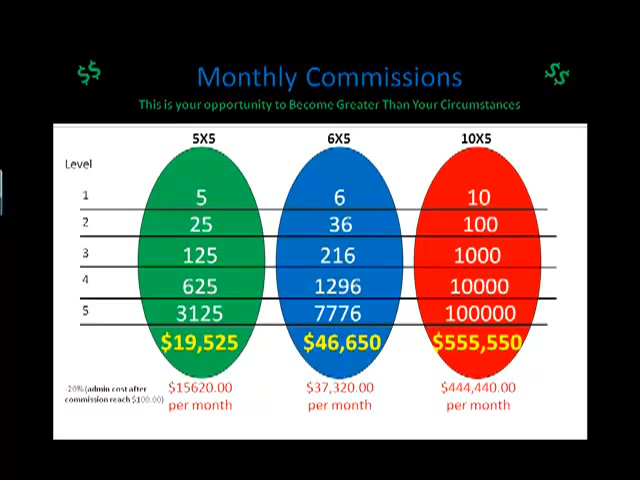 $$ Monthly Commissions $$
This is your opportunity to Become Greater Than Your Circumstances
5X5 6X5 10X5
Level
1 5 6 10
2 25 36 100
3 125 216 1000
4 625 1296 10000
5 3125 7776 100000
$19,525 $46,650 $555,550
-20% (admin cost after commission reach $100.00) $15620.00 $37,320.00 $444,440.00
per month per month per month